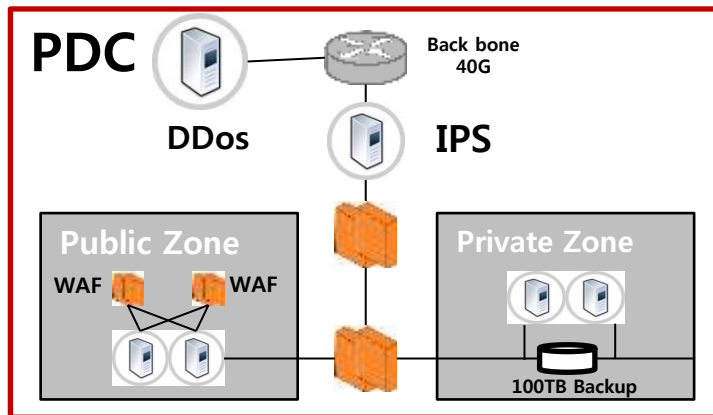 PDC
Back bone
40G
DDos
IPS
Public Zone
Private Zone
WAF
WAF
100TB Backup